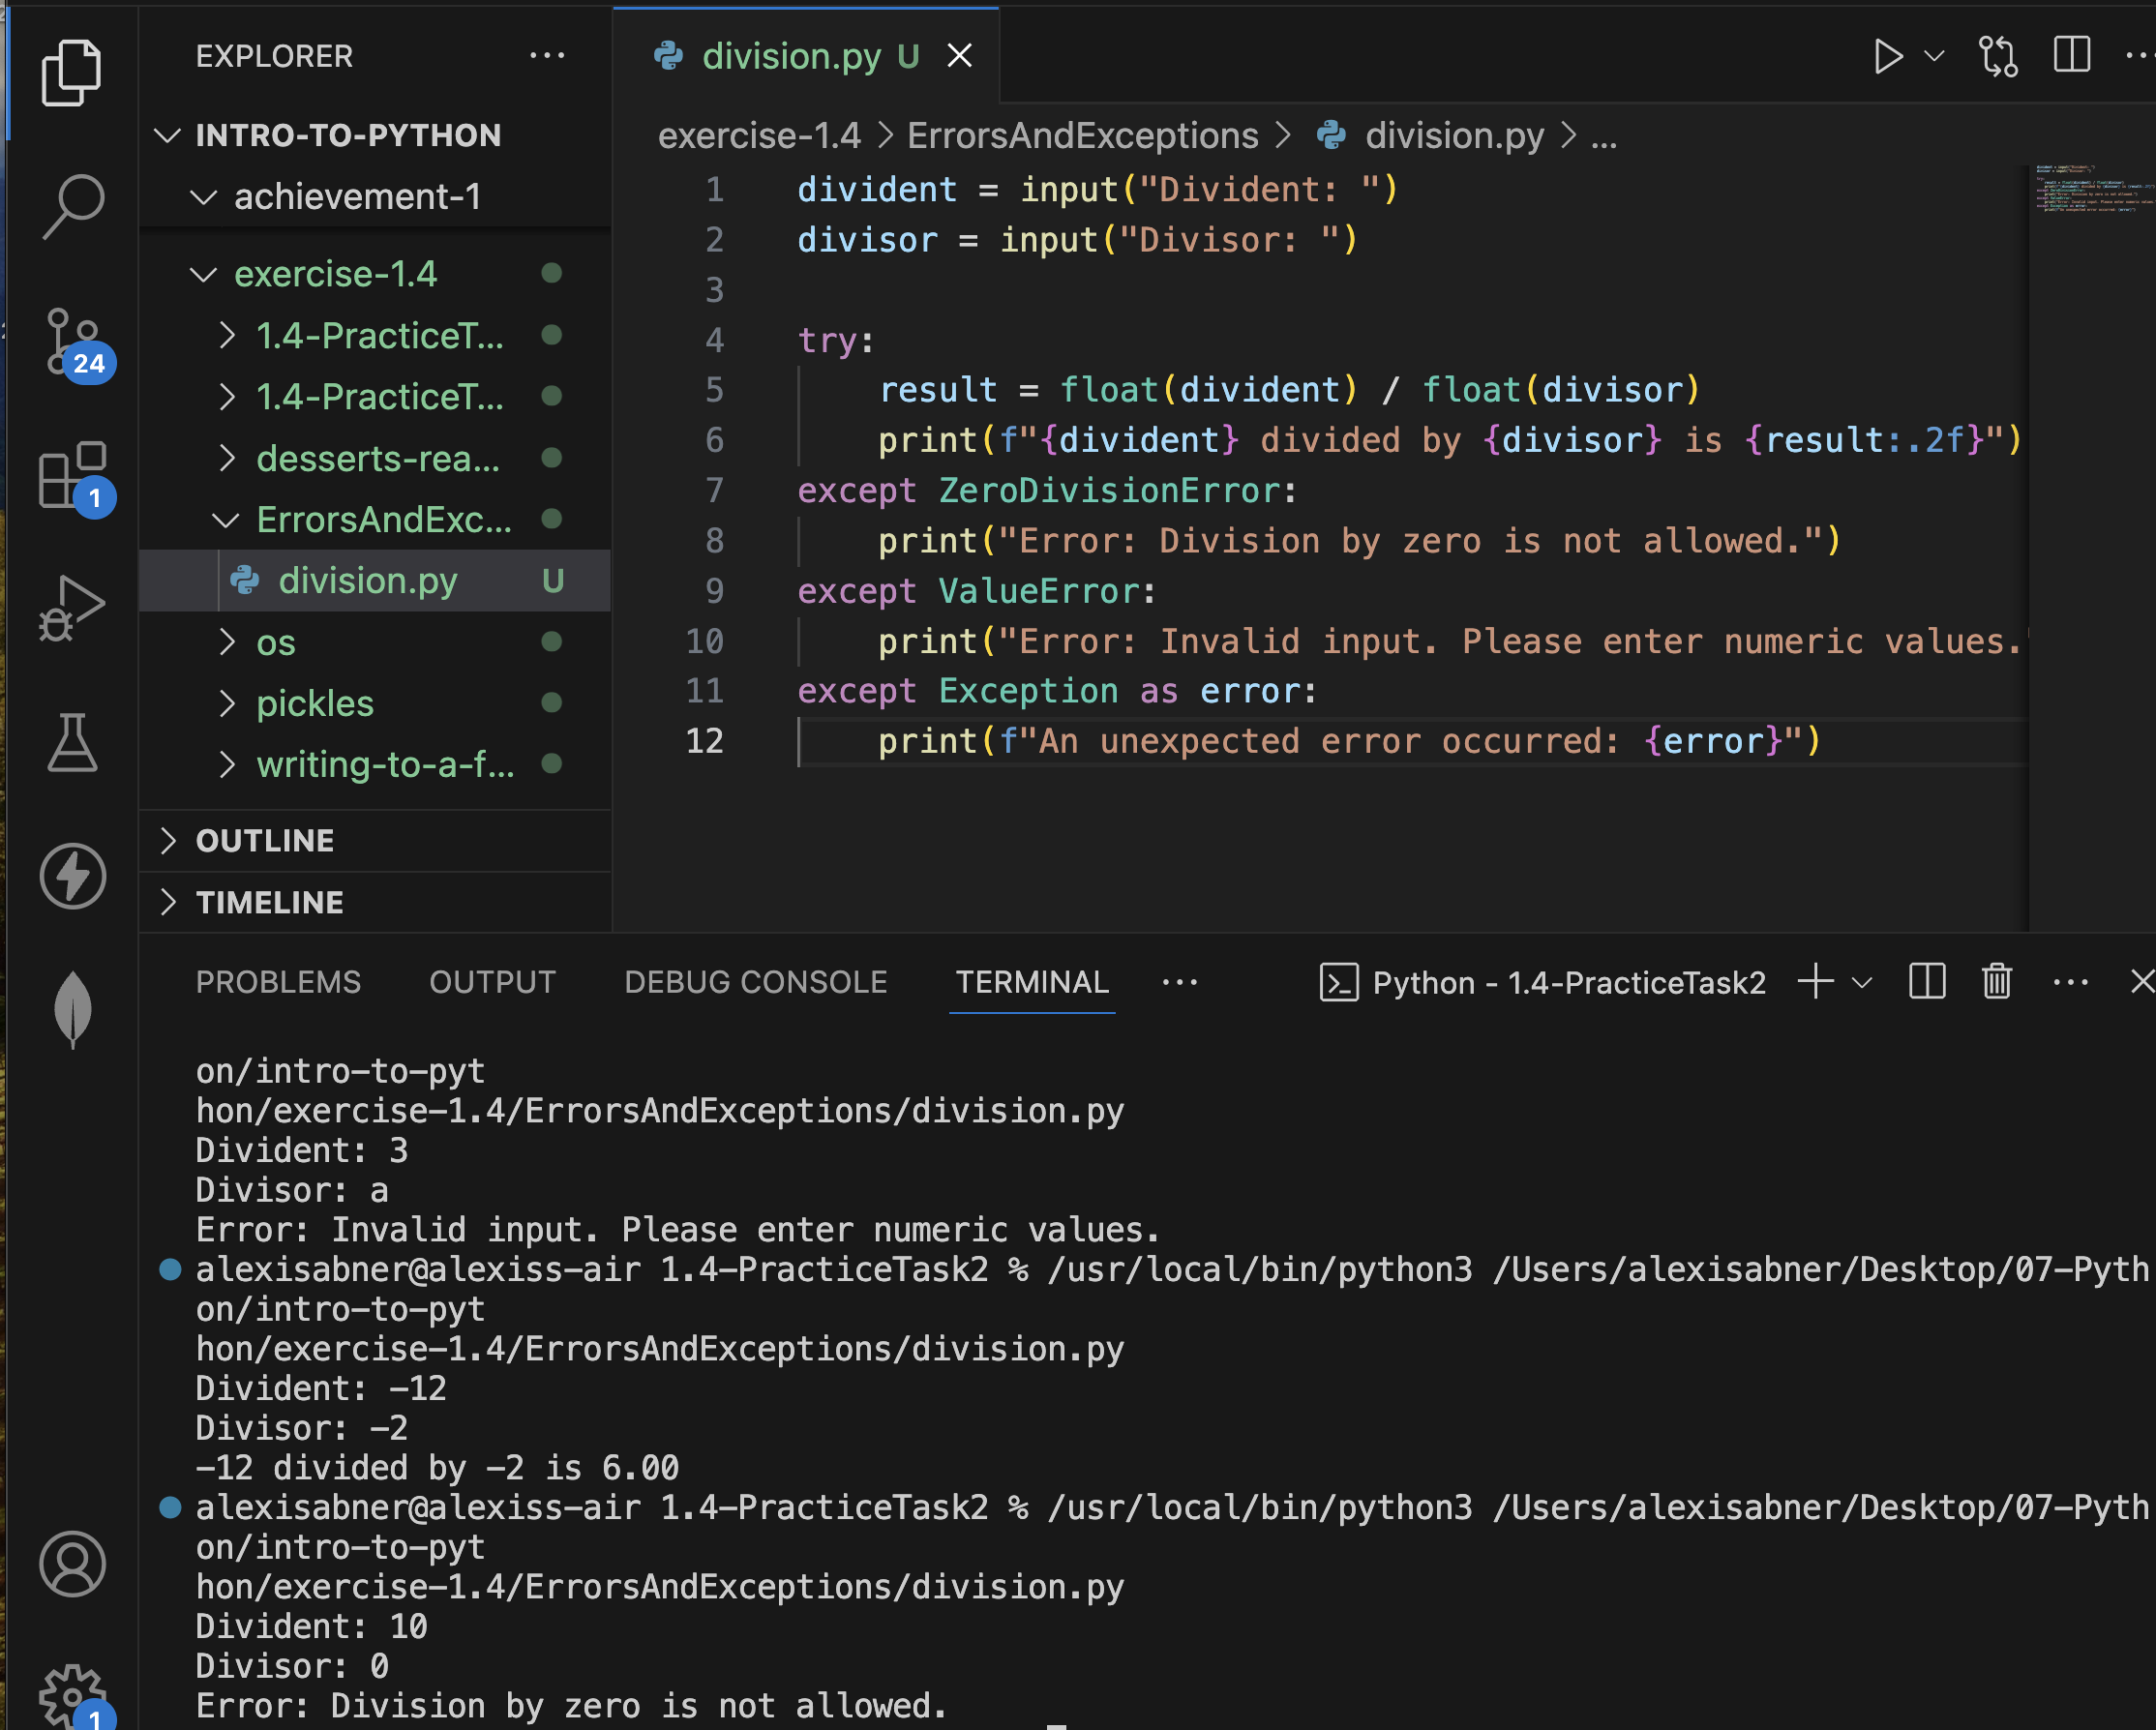 EXPLORER
INTRO-TO-PYTHON
achievement-1
exercise-1.4
1.4-PracticeT...
1.4-PracticeT...
desserts-rea...
ErrorsAndExc...
division.py U
os
pickles
writing-to-a-f...
OUTLINE
TIMELINE
24
1
1
division.py U
exercise-1.4 > ErrorsAndExceptions > division.py > ...
1 divident = input("Divident: ")
2 divisor = input("Divisor: ")
3
4 try:
5 result = float(divident) / float(divisor)
6 print(f"{divident} divided by {divisor} is {result:.2f}")
7 except ZeroDivisionError:
8 print("Error: Division by zero is not allowed.")
9 except ValueError:
10 print("Error: Invalid input. Please enter numeric values.
11 except Exception as error:
12 print(f"An unexpected error occurred: {error}")
PROBLEMS OUTPUT DEBUG CONSOLE TERMINAL ... Python - 1.4-PracticeTask2
on/intro-to-pyt
hon/exercise-1.4/ErrorsAndExceptions/division.py
Divident: 3
Divisor: a
Error: Invalid input. Please enter numeric values.
alexisabner@alexiss-air 1.4-PracticeTask2 % /usr/local/bin/python3 /Users/alexisabner/Desktop/07-Pyth
on/intro-to-pyt
hon/exercise-1.4/ErrorsAndExceptions/division.py
Divident: -12
Divisor: -2
-12 divided by -2 is 6.00
alexisabner@alexiss-air 1.4-PracticeTask2 % /usr/local/bin/python3 /Users/alexisabner/Desktop/07-Pyth
on/intro-to-pyt
hon/exercise-1.4/ErrorsAndExceptions/division.py
Divident: 10
Divisor: 0
Error: Division by zero is not allowed.